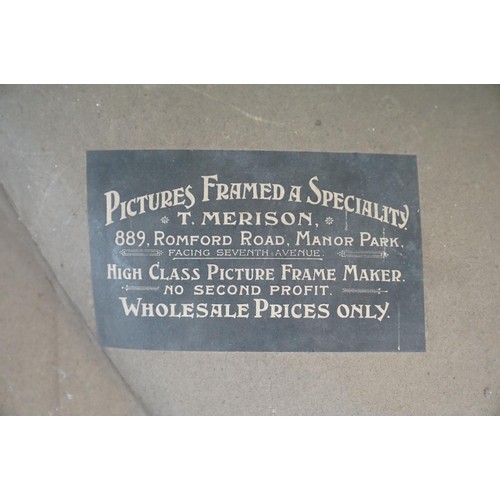 PICTURES FRAMED A SPECIALITY.
T. MERISON,
889, ROMFORD ROAD, MANOR PARK.
FACING SEVENTH AVENUE.
HIGH CLASS PICTURE FRAME MAKER.
NO SECOND PROFIT.
WHOLESALE PRICES ONLY.